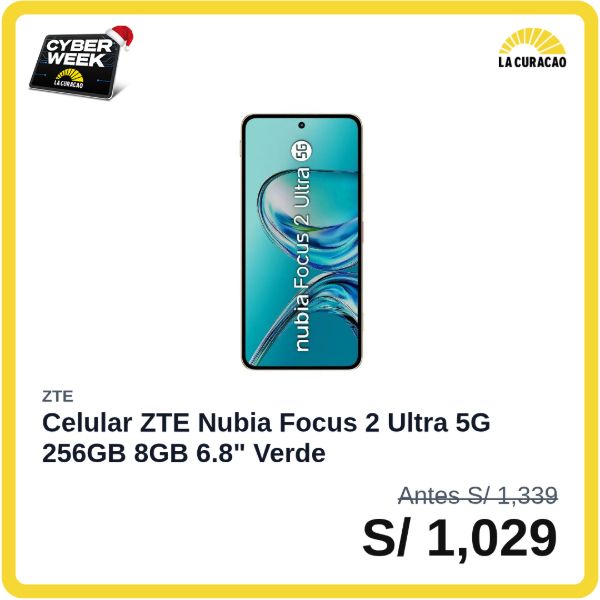 CYBER
WEEK
LA CURACAO
LA CURACAO
nubia Focus 2 Ultra 5G
ZTE
Celular ZTE Nubia Focus 2 Ultra 5G
256GB 8GB 6.8" Verde
Antes S/ 1,339
S/ 1,029